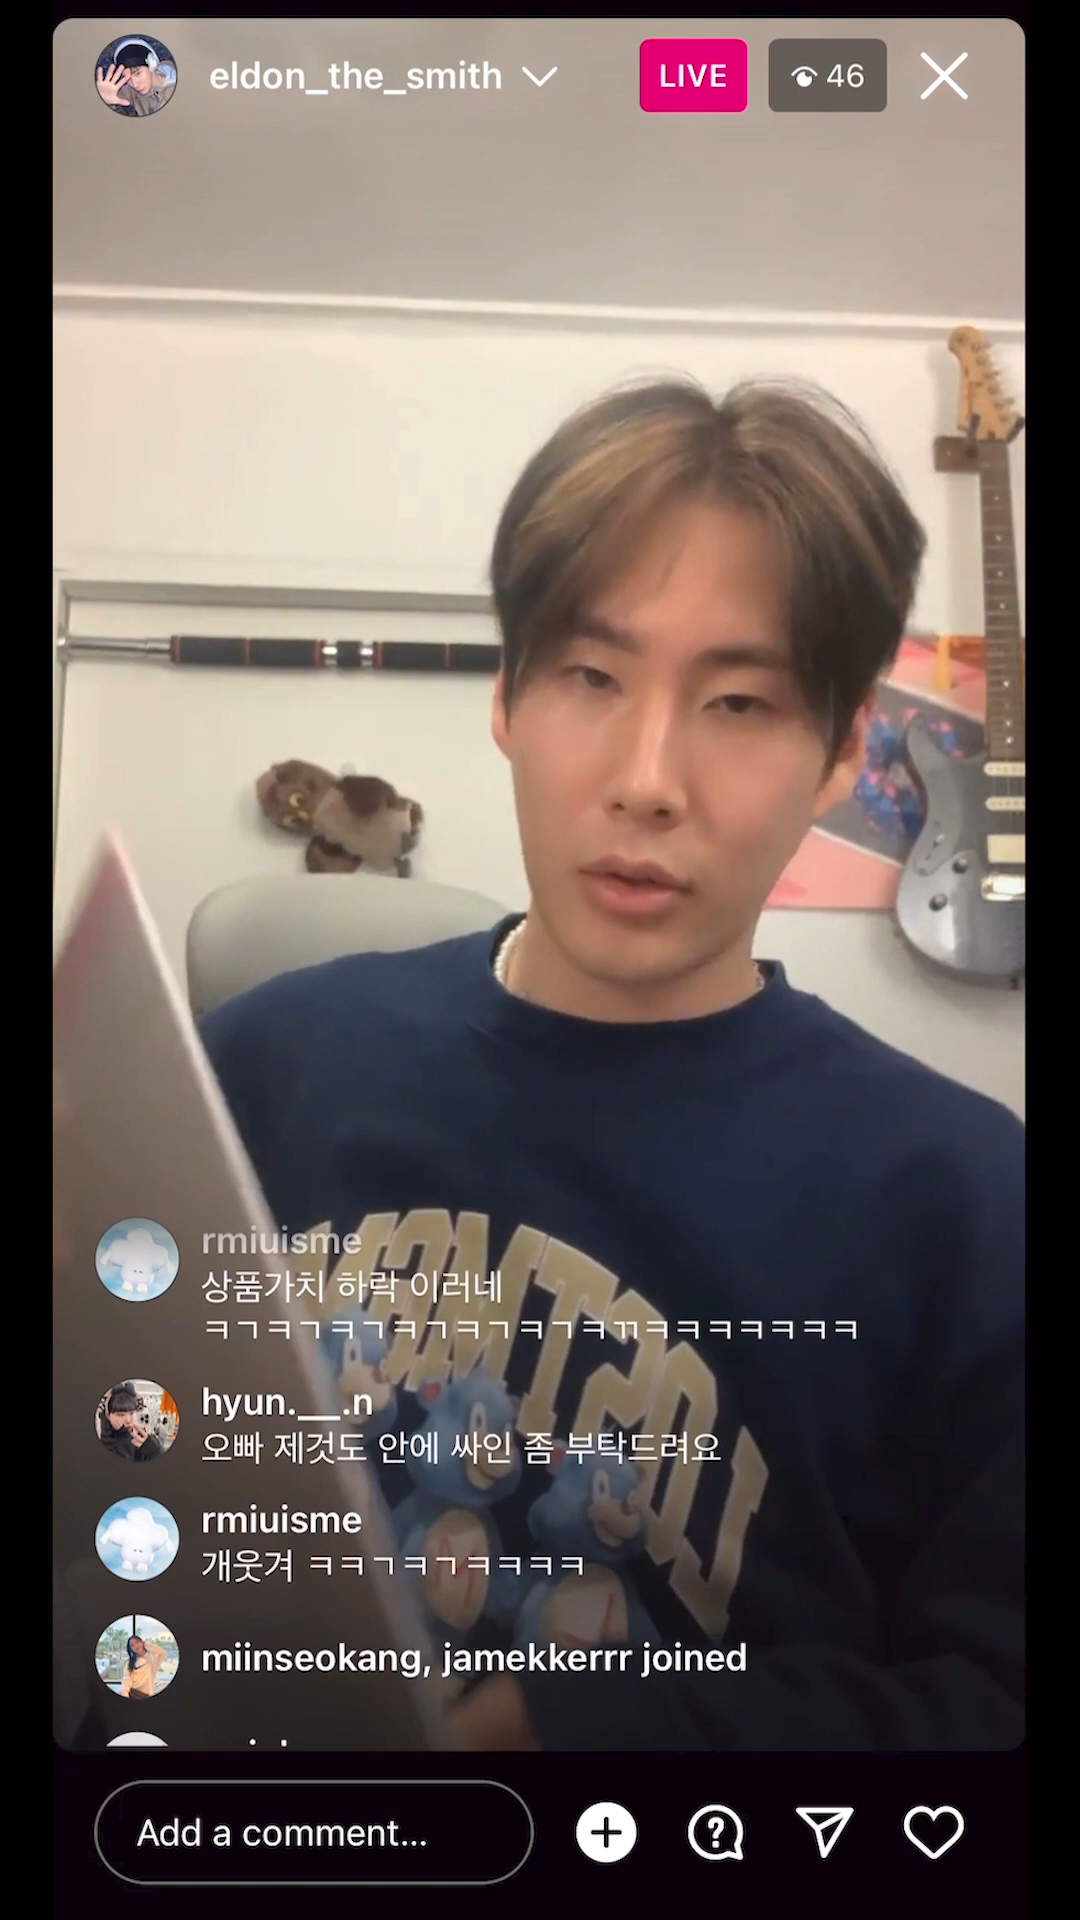 eldon_the_smith
LIVE
46
rmiuisme
상품가치 하락 이러네
ㅋㄱㅋㄱㅋㄱㅋㄱㅋㄱㅋㄱㅋㄲㅋㅋㅋㅋㅋㅋㅋ
hyun.__.n
오빠 제것도 안에 싸인 좀 부탁드려요
rmiuisme
개웃겨 ㅋㅋㄱㅋㄱㅋㅋㅋㅋ
miinseokang, jamekkerrr joined
LOST
Add a comment...